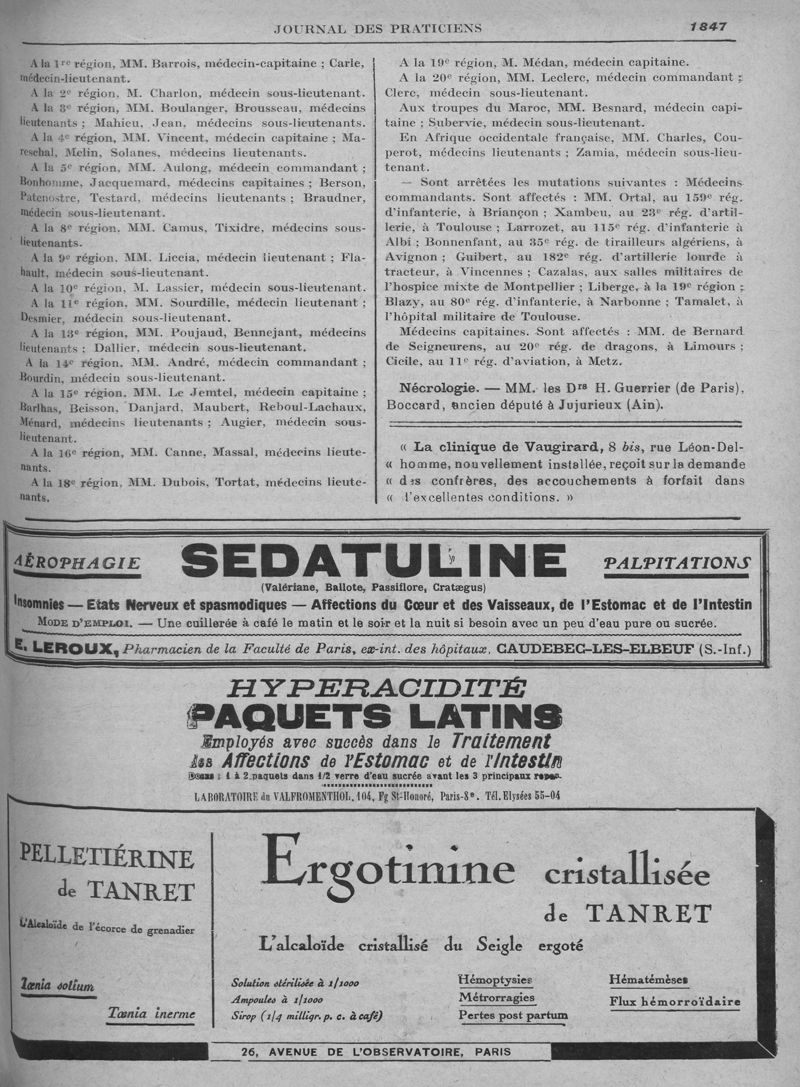 JOURNAL DES PRATICIENS
1847
A la 1re région, MM. Barrois, médecin-capitaine ; Carle,
médecin-lieutenant.
A la 2e région, M. Charlon, médecin sous-lieutenant.
A la 3e région, MM. Boulanger, Brousseau, médecins
lieutenants ; Mahieu, Jean, médecins sous-lieutenants.
A la 4e région, MM. Vincent, médecin capitaine ; Ma-
reschal, Melin, Solanes, médecins lieutenants.
A la 5e région, MM. Aulong, médecin commandant ;
Bonhomme, Jacquemard, médecins capitaines ; Berson,
Patenostre, Testard, médecins lieutenants ; Braudner,
médecin sous-lieutenant.
A la 8e région, MM. Camus, Tixidre, médecins sous-
lieutenants.
A la 9e région, MM. Liccia, médecin lieutenant ; Fla-
hault, médecin sous-lieutenant.
A la 10e région, M. Lassier, médecin sous-lieutenant.
A la 11e région, MM. Sourdille, médecin lieutenant ;
Desmier, médecin sous-lieutenant.
A la 13e région, MM. Poujaud, Bennejant, médecins
lieutenants ; Dallier, médecin sous-lieutenant.
A la 14e région, MM. André, médecin commandant ;
Bourdin, médecin sous-lieutenant.
A la 15e région, MM. Le Jemtel, médecin capitaine ;
Barlhas, Beisson, Danjard, Maubert, Reboul-Lachaux,
Ménard, médecins lieutenants ; Augier, médecin sous-
lieutenant.
A la 16e région, MM. Canne, Massal, médecins lieute-
nants.
A la 18e région, MM. Dubois, Tortat, médecins lieute-
nants.
A la 19e région, M. Médan, médecin capitaine.
A la 20e région, MM. Leclerc, médecin commandant ;
Clerc, médecin sous-lieutenant.
Aux troupes du Maroc, MM. Besnard, médecin capi-
taine ; Subervie, médecin sous-lieutenant.
En Afrique occidentale française, MM. Charles, Cou-
perot, médecins lieutenants ; Zamia, médecin sous-lieu-
tenant.
— Sont arrêtées les mutations suivantes : Médecins
commandants. Sont affectés : MM. Ortal, au 159e rég.
d'infanterie, à Briançon ; Xambeu, au 23e rég. d'artil-
lerie, à Toulouse ; Larrozet, au 115e rég. d'infanterie à
Albi ; Bonnenfant, au 35e rég. de tirailleurs algériens, à
Avignon ; Guibert, au 182e rég. d'artillerie lourde à
tracteur, à Vincennes ; Cazalas, aux salles militaires de
l'hospice mixte de Montpellier ; Liberge, à la 19e région ;
Blazy, au 80e rég. d'infanterie, à Narbonne ; Tamalet, à
l'hôpital militaire de Toulouse.
Médecins capitaines. Sont affectés : MM. de Bernard
de Seigneurens, au 20e rég. de dragons, à Limours ;
Cicile, au 11e rég. d'aviation, à Metz.
Nécrologie. — MM. les Drs H. Guerrier (de Paris),
Boccard, ancien député à Jujurieux (Ain).
« La clinique de Vaugirard, 8 bis, rue Léon-Del-
« homme, nouvellement installée, reçoit sur la demande
« des confrères, des accouchements à forfait dans
« d'excellentes conditions. »
AÉROPHAGIE
SEDATULINE
PALPITATIONS
(Valériane, Ballote, Passiflore, Cratægus)
Insomnies — Etats Nerveux et spasmodiques — Affections du Cœur et des Vaisseaux, de l'Estomac et de l'Intestin
MODE D'EMPLOI. — Une cuillerée à café le matin et le soir et la nuit si besoin avec un peu d'eau pure ou sucrée.
E. LEROUX, Pharmacien de la Faculté de Paris, ex-int. des hôpitaux, CAUDEBEC-LES-ELBEUF (S.-Inf.)
HYPERACIDITÉ
PAQUETS LATINS
Employés avec succès dans le Traitement
des Affections de l'Estomac et de l'Intestin
Doses : 1 à 2 paquets dans 1/2 verre d'eau sucrée avant les 3 principaux repas.
LABORATOIRE du VALFROMENTHOL, 104, Fg St-Honoré, Paris-8e. Tél. Elysées 55-04
PELLETIÉRINE
de TANRET
L'Alcaloïde de l'écorce de grenadier
Tænia solium
Tænia inerme
Ergotinine cristallisée
de TANRET
L'alcaloïde cristallisé du Seigle ergoté
Solution stérilisée à 1/1000
Ampoules à 1/1000
Sirop (1/4 milligr. p. c. à café)
Hémoptysies
Métrorragies
Pertes post partum
Hématémèses
Flux hémorroïdaire
26, AVENUE DE L'OBSERVATOIRE, PARIS